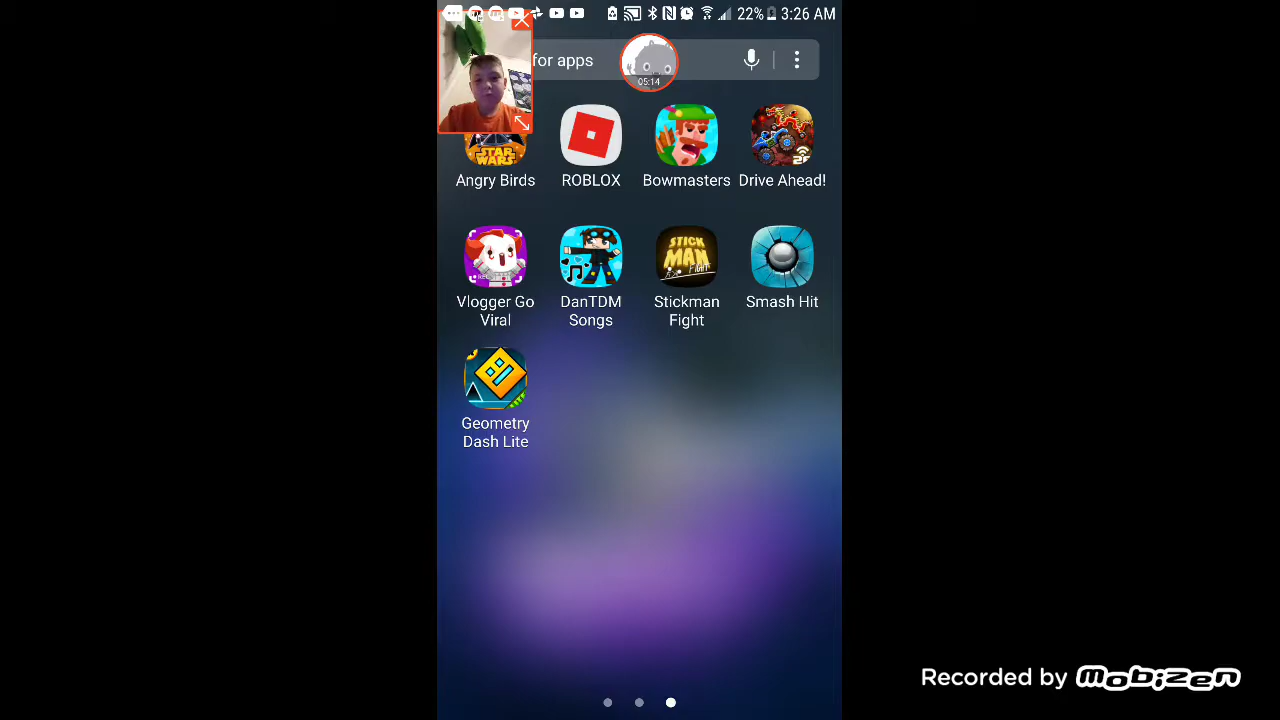 22% 3:26 AM
for apps
05:14
STAR WARS
Angry Birds
ROBLOX
Bowmasters
Drive Ahead!
STICK
MAN
FIGHT
Vlogger Go
Viral
DanTDM
Songs
Stickman
Fight
Smash Hit
Geometry
Dash Lite
Recorded by mobizen